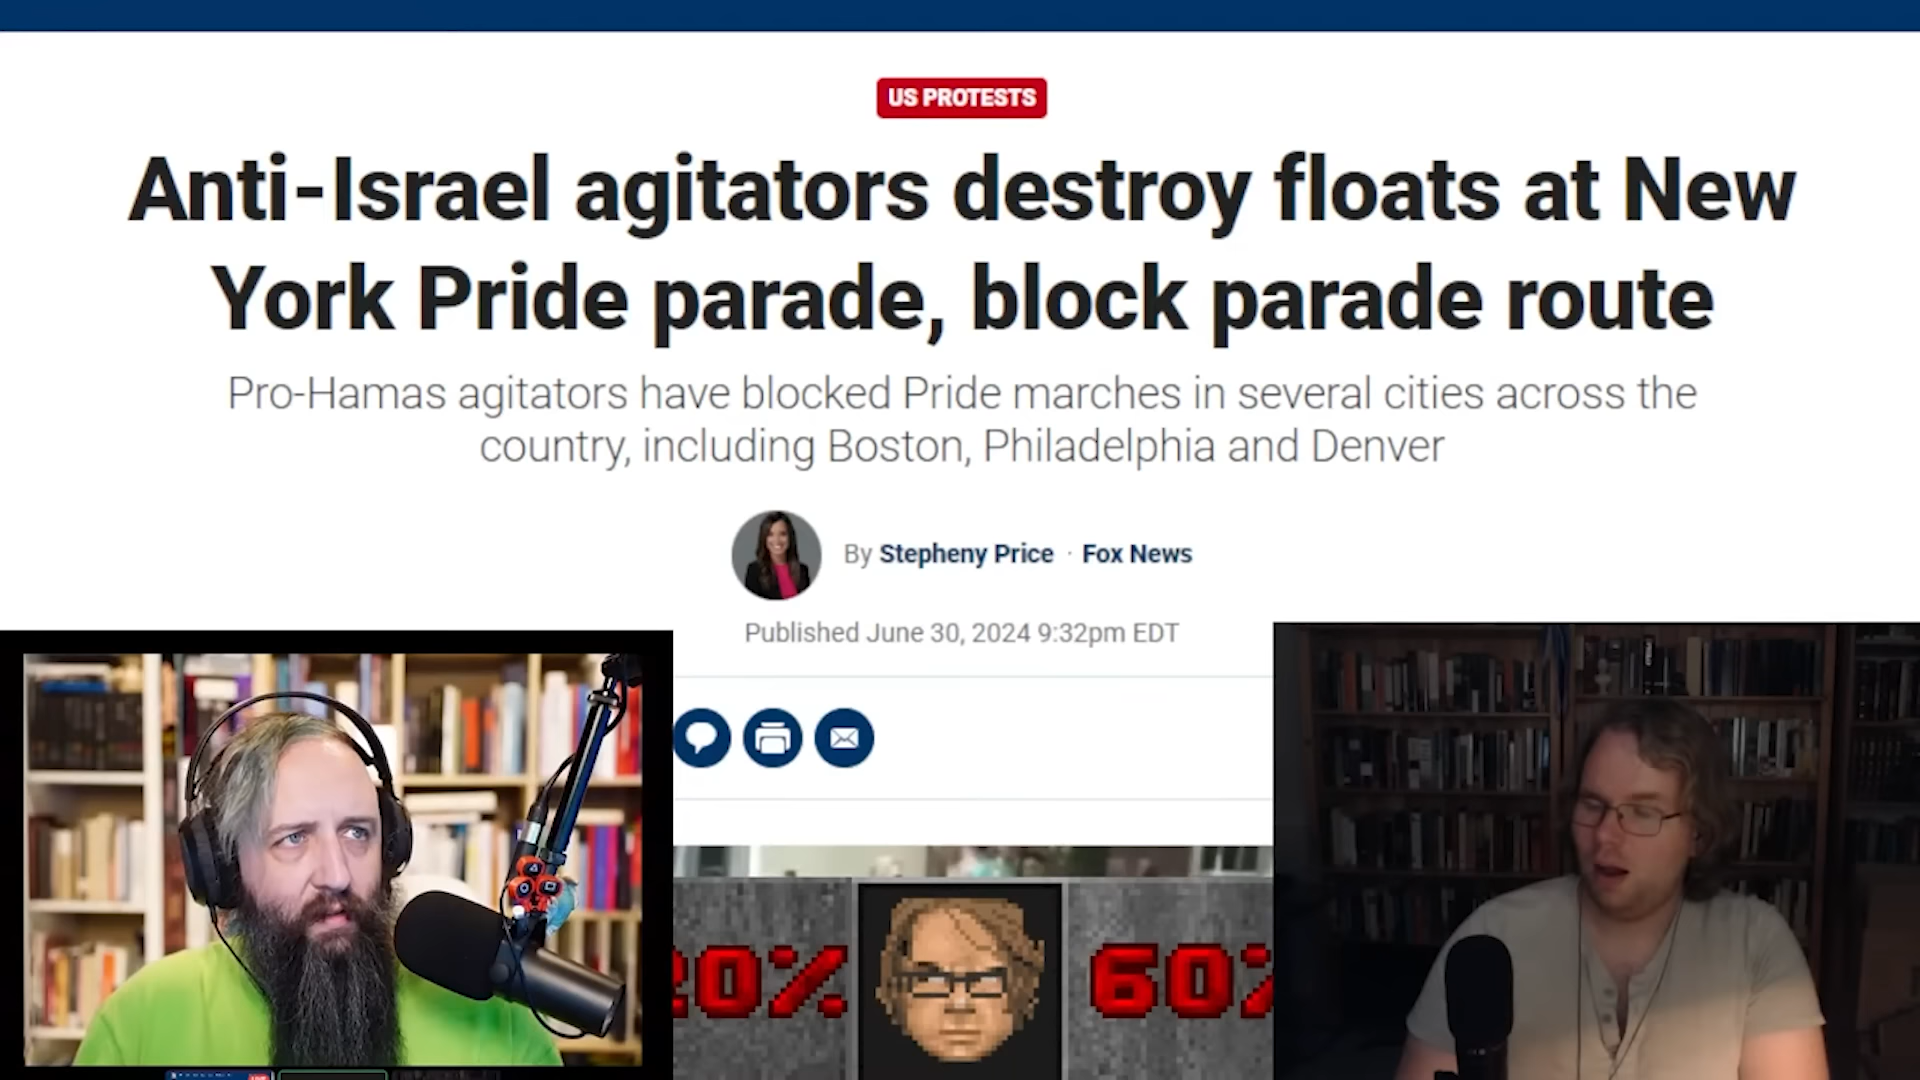 US PROTESTS
Anti-Israel agitators destroy floats at New
York Pride parade, block parade route
Pro-Hamas agitators have blocked Pride marches in several cities across the
country, including Boston, Philadelphia and Denver
By Stepheny Price · Fox News
Published June 30, 2024 9:32pm EDT
20% 60%